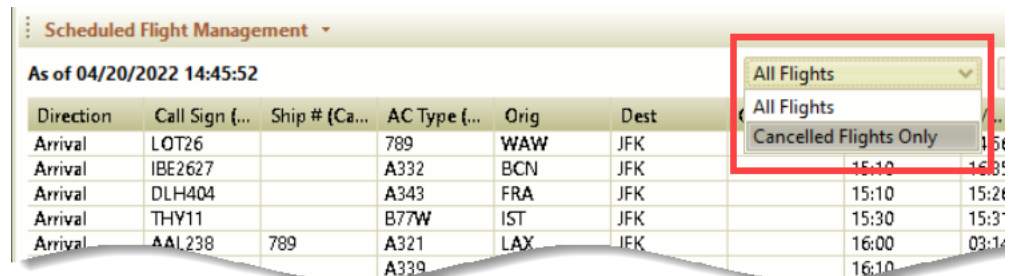 Scheduled Flight Management
As of 04/20/2022 14:45:52 All Flights
Direction Call Sign (... Ship # (Ca... AC Type (... Orig Dest
All Flights
Cancelled Flights Only
Arrival LOT26 789 WAW JFK
Arrival IBE2627 A332 BCN JFK 15:10
Arrival DLH404 A343 FRA JFK 15:10 15:26
Arrival THY11 B77W IST JFK 15:30 15:31
Arrival AAL238 789 A321 LAX JFK 16:00 03:14
A339 16:10